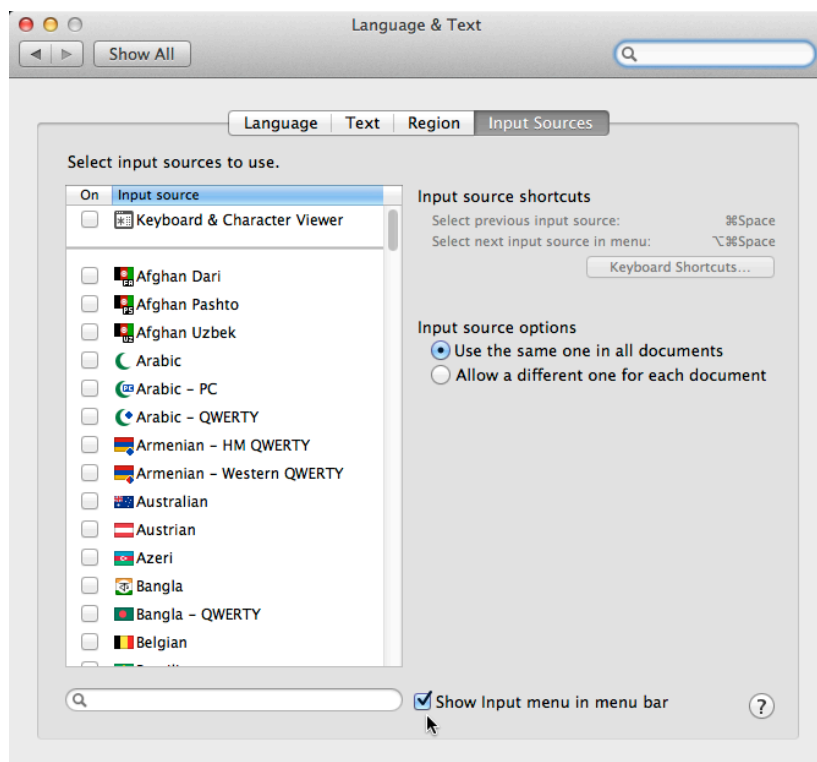 Language & Text
Show All
Language Text Region Input Sources
Select input sources to use.
On Input source
Keyboard & Character Viewer
Afghan Dari
Afghan Pashto
Afghan Uzbek
Arabic
Arabic – PC
Arabic – QWERTY
Armenian – HM QWERTY
Armenian – Western QWERTY
Australian
Austrian
Azeri
Bangla
Bangla – QWERTY
Belgian
Input source shortcuts
Select previous input source: ⌘Space
Select next input source in menu: ⌥⌘Space
Keyboard Shortcuts...
Input source options
Use the same one in all documents
Allow a different one for each document
Show Input menu in menu bar
?